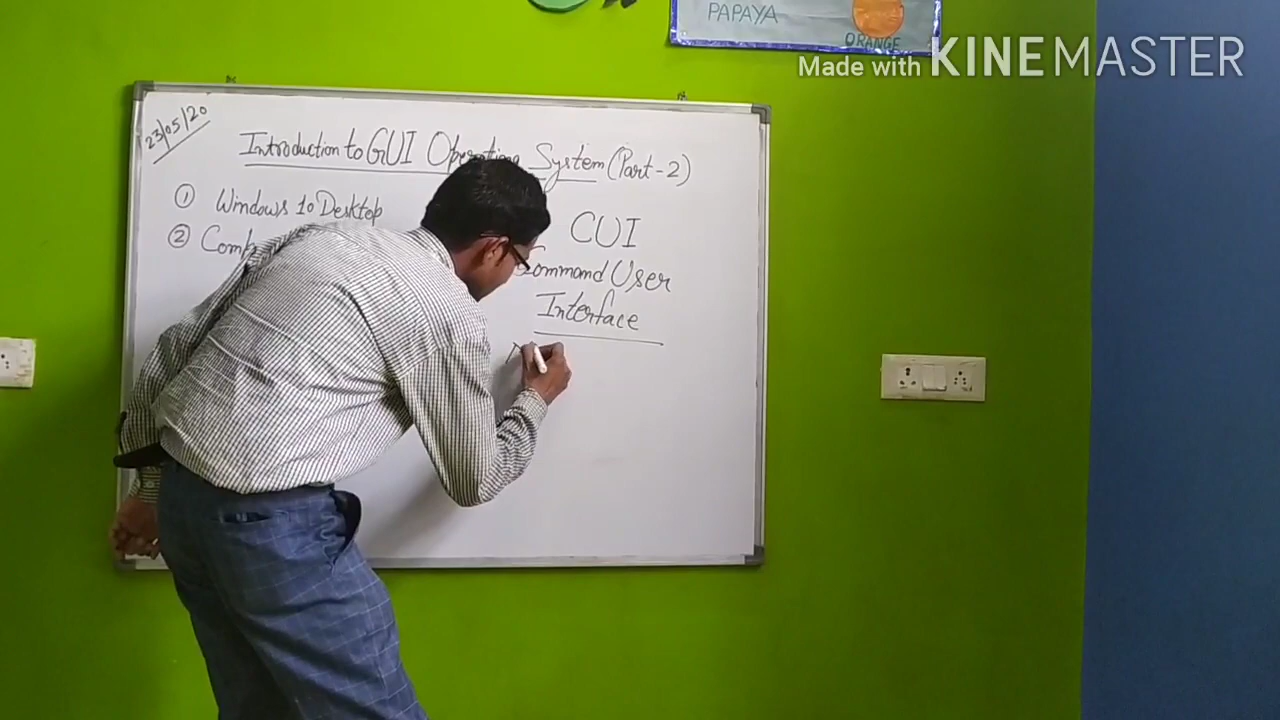 PAPAYA
ORANGE
Made with KINEMASTER
23/05/20
Introduction to GUI Operating System (Part-2)
① Windows 10 Desktop
②
CUI
Command User
Interface